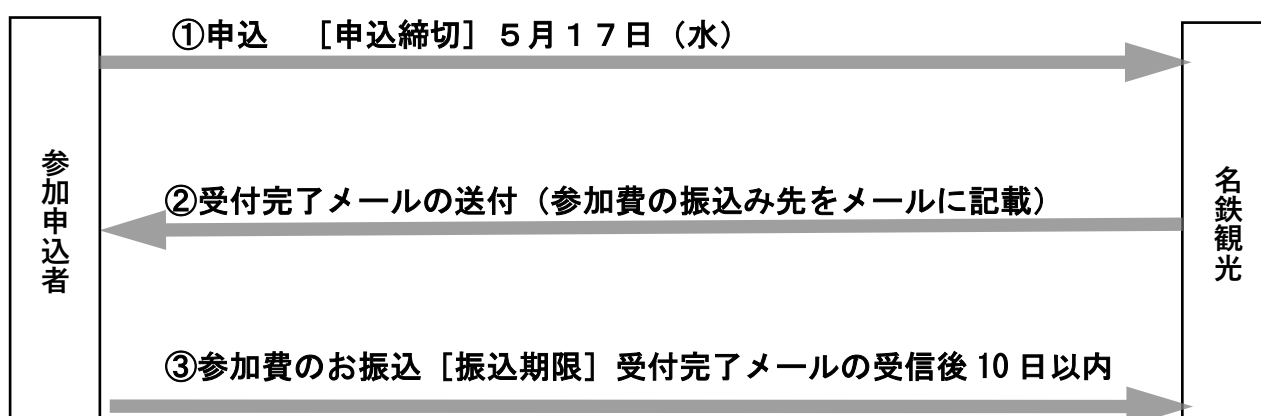 ①申込　［申込締切］５月１７日（水）
参加申込者
名鉄観光
②受付完了メールの送付（参加費の振込み先をメールに記載）
③参加費のお振込［振込期限］受付完了メールの受信後 10 日以内